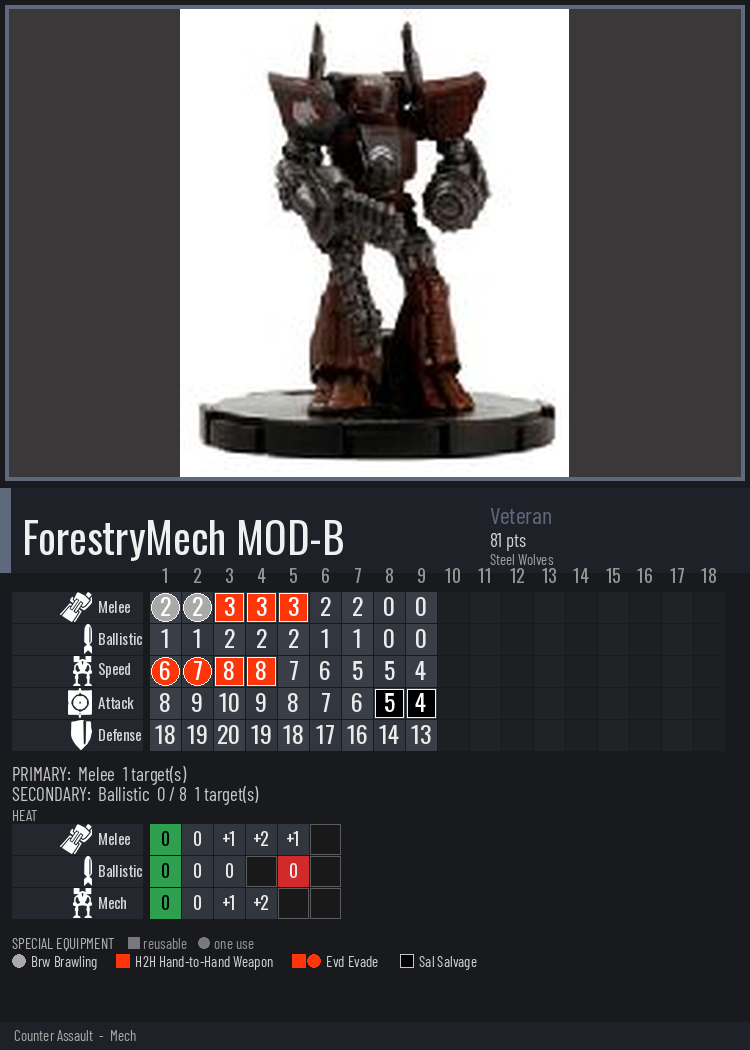 ForestryMech MOD-B
Veteran
81 pts
Steel Wolves
1 2 3 4 5 6 7 8 9 10 11 12 13 14 15 16 17 18
Melee 2 2 3 3 3 2 2 0 0
Ballistic 1 1 2 2 2 1 1 0 0
Speed 6 7 8 8 7 6 5 5 4
Attack 8 9 10 9 8 7 6 5 4
Defense 18 19 20 19 18 17 16 14 13
PRIMARY: Melee 1 target(s)
SECONDARY: Ballistic 0 / 8 1 target(s)
HEAT
Melee 0 0 +1 +2 +1
Ballistic 0 0 0 0
Mech 0 0 +1 +2
SPECIAL EQUIPMENT reusable one use
Brw Brawling H2H Hand-to-Hand Weapon Evd Evade Sal Salvage
Counter Assault - Mech